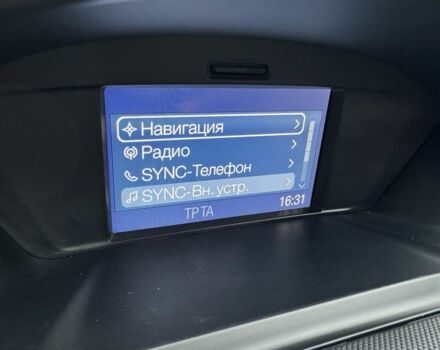 Навигация
Радио
SYNC-Телефон
SYNC-Вн. устр.
16:31
TP TA